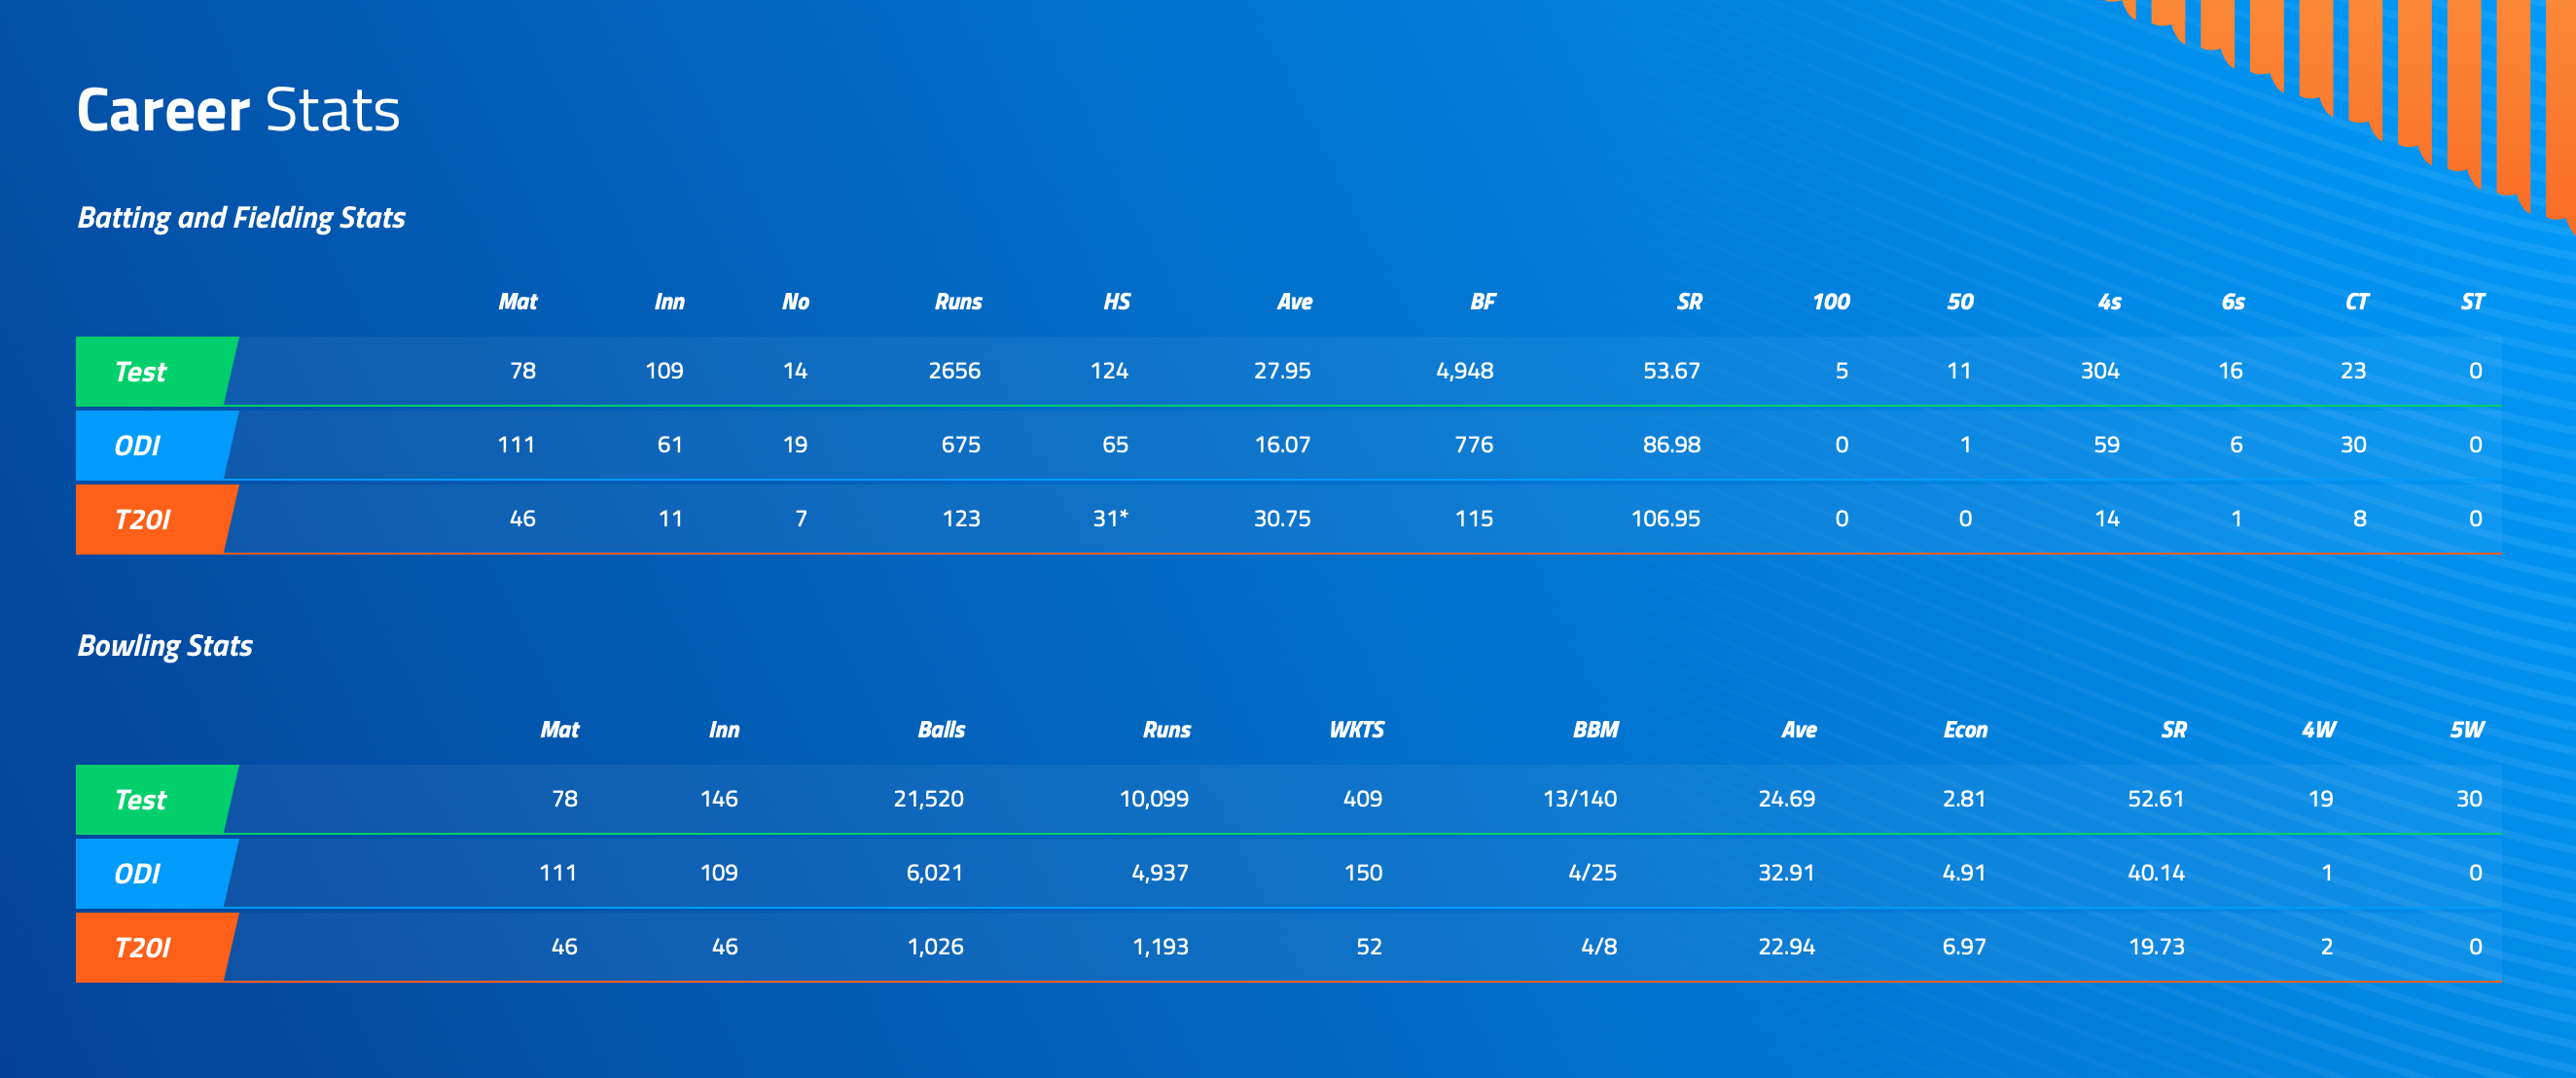 Career Stats
Batting and Fielding Stats
Mat Inn No Runs HS Ave BF SR 100 50 4s 6s CT ST
Test 78 109 14 2656 124 27.95 4,948 53.67 5 11 304 16 23 0
ODI 111 61 19 675 65 16.07 776 86.98 0 1 59 6 30 0
T20I 46 11 7 123 31* 30.75 115 106.95 0 0 14 1 8 0
Bowling Stats
Mat Inn Balls Runs WKTS BBM Ave Econ SR 4W 5W
Test 78 146 21,520 10,099 409 13/140 24.69 2.81 52.61 19 30
ODI 111 109 6,021 4,937 150 4/25 32.91 4.91 40.14 1 0
T20I 46 46 1,026 1,193 52 4/8 22.94 6.97 19.73 2 0